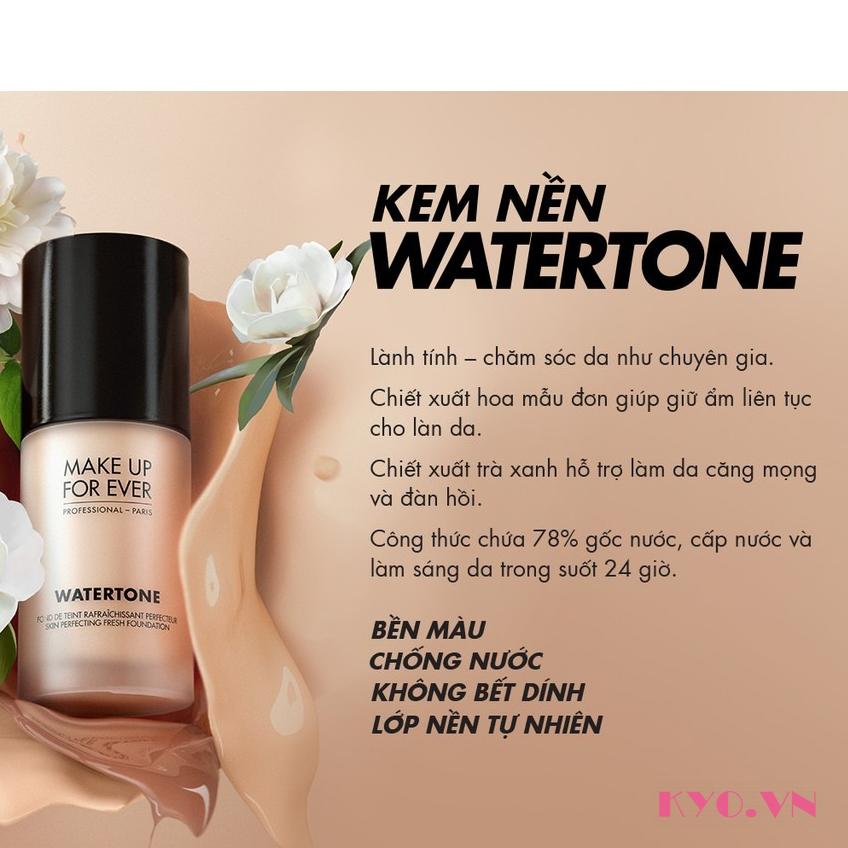 KEM NỀN
WATERTONE
Lành tính – chăm sóc da như chuyên gia.
Chiết xuất hoa mẫu đơn giúp giữ ẩm liên tục
cho làn da.
Chiết xuất trà xanh hỗ trợ làm da căng mọng
và đàn hồi.
Công thức chứa 78% gốc nước, cấp nước và
làm sáng da trong suốt 24 giờ.
BỀN MÀU
CHỐNG NƯỚC
KHÔNG BẾT DÍNH
LỚP NỀN TỰ NHIÊN
MAKE UP
FOR EVER
PROFESSIONAL – PARIS
WATERTONE
FOND DE TEINT RAFRAÎCHISSANT PERFECTEUR
SKIN PERFECTING FRESH FOUNDATION
KYO.VN